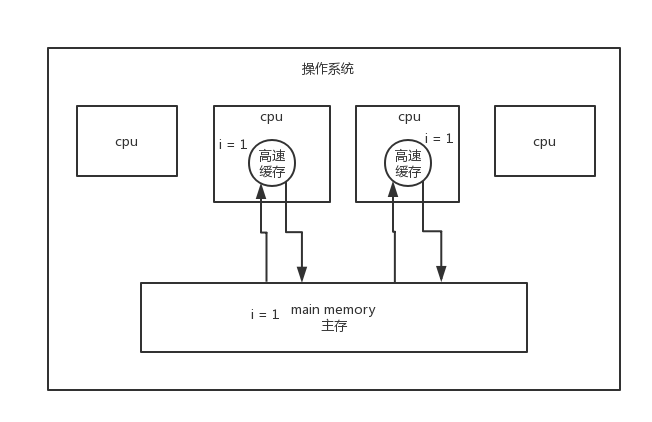 操作系统
cpu
cpu
i = 1
高速
缓存
cpu
i = 1
高速
缓存
cpu
i = 1
main memory
主存